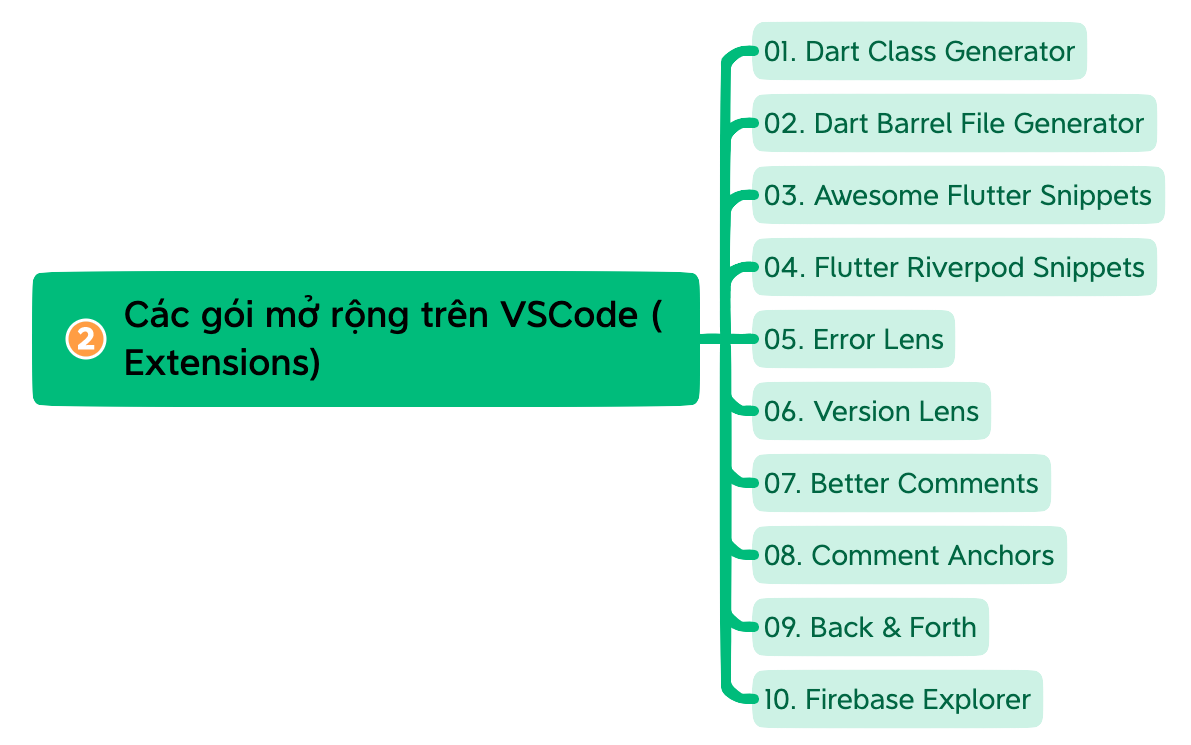 2
Các gói mở rộng trên VSCode (
Extensions)
01. Dart Class Generator
02. Dart Barrel File Generator
03. Awesome Flutter Snippets
04. Flutter Riverpod Snippets
05. Error Lens
06. Version Lens
07. Better Comments
08. Comment Anchors
09. Back & Forth
10. Firebase Explorer